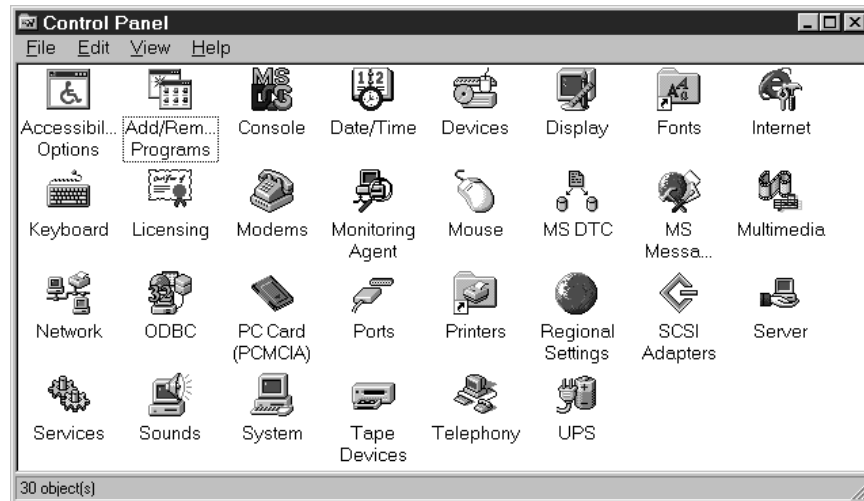 Control Panel
File Edit View Help
Accessibil... Options
Add/Rem... Programs
Console
Date/Time
Devices
Display
Fonts
Internet
Keyboard
Licensing
Modems
Monitoring Agent
Mouse
MS DTC
MS Messa...
Multimedia
Network
ODBC
PC Card (PCMCIA)
Ports
Printers
Regional Settings
SCSI Adapters
Server
Services
Sounds
System
Tape Devices
Telephony
UPS
30 object(s)